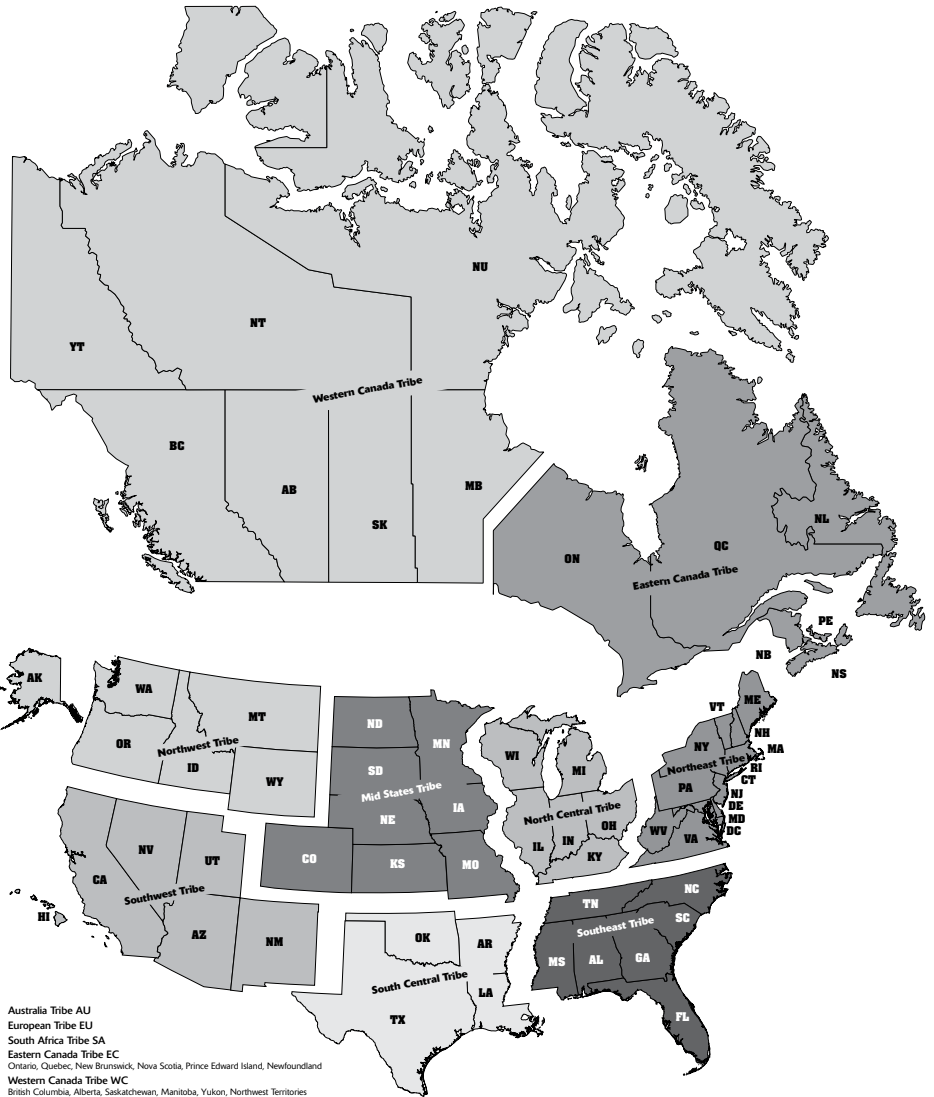 NU
NT
YT
Western Canada Tribe
BC
AB
MB
SK
NL
QC
ON
Eastern Canada Tribe
PE
NB
NS
AK
WA
MT
OR
Northwest Tribe
ID
WY
ND
MN
SD
Mid States Tribe
IA
NE
CO
KS
MO
WI
MI
North Central Tribe
OH
IL
IN
KY
VT
ME
NH
NY
MA
Northeast Tribe
RI
CT
PA
NJ
DE
MD
DC
WV
VA
NV
UT
CA
Southwest Tribe
HI
AZ
NM
OK
AR
South Central Tribe
LA
TX
NC
TN
SC
Southeast Tribe
MS
AL
GA
FL
Australia Tribe AU
European Tribe EU
South Africa Tribe SA
Eastern Canada Tribe EC
Ontario, Quebec, New Brunswick, Nova Scotia, Prince Edward Island, Newfoundland
Western Canada Tribe WC
British Columbia, Alberta, Saskatchewan, Manitoba, Yukon, Northwest Territories